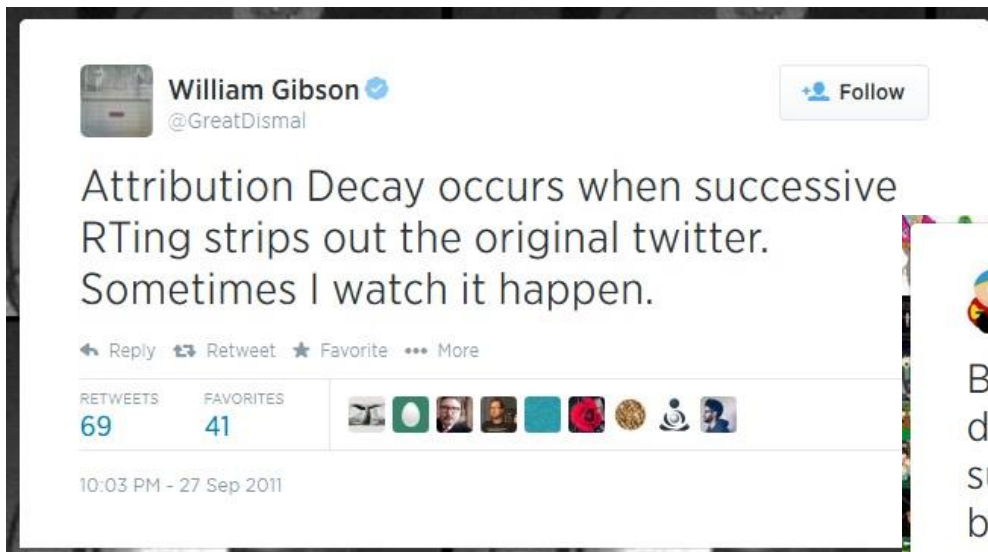 William Gibson
@GreatDismal
Follow
Attribution Decay occurs when successive
RTing strips out the original twitter.
Sometimes I watch it happen.
Reply Retweet Favorite More
RETWEETS FAVORITES
69 41
10:03 PM - 27 Sep 2011